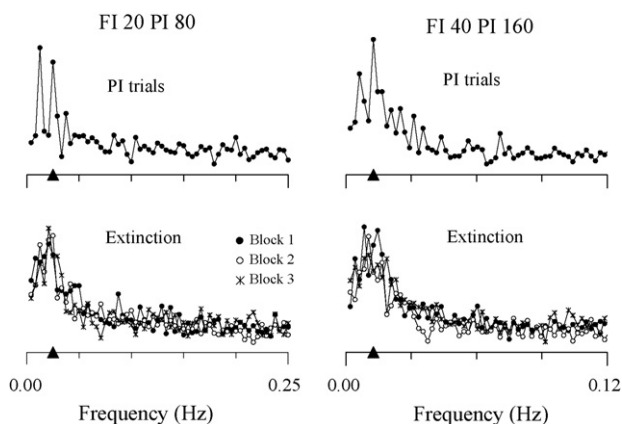 FI 20 PI 80
FI 40 PI 160
PI trials
PI trials
Extinction
Block 1
Block 2
Block 3
Extinction
0.00
0.25
0.00
0.12
Frequency (Hz)
Frequency (Hz)